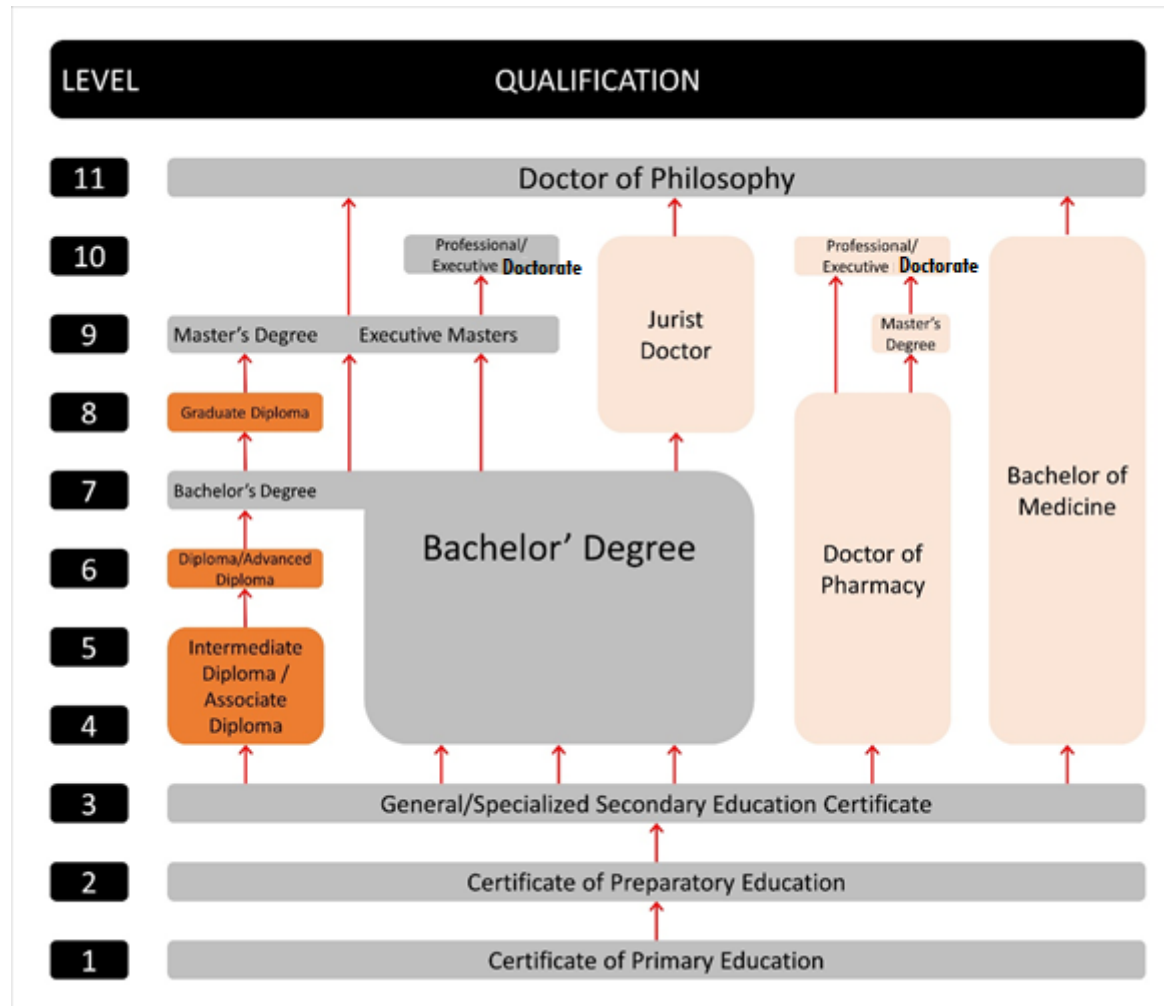 LEVEL QUALIFICATION
11 Doctor of Philosophy
10
Professional/
Executive Doctorate
Professional/
Executive Doctorate
Jurist
Doctor
9 Master's Degree Executive Masters
Master's
Degree
8 Graduate Diploma
7 Bachelor's Degree
Bachelor' Degree
Bachelor of
Medicine
6 Diploma/Advanced
Diploma
Doctor of
Pharmacy
5
4
Intermediate
Diploma /
Associate
Diploma
3 General/Specialized Secondary Education Certificate
2 Certificate of Preparatory Education
1 Certificate of Primary Education